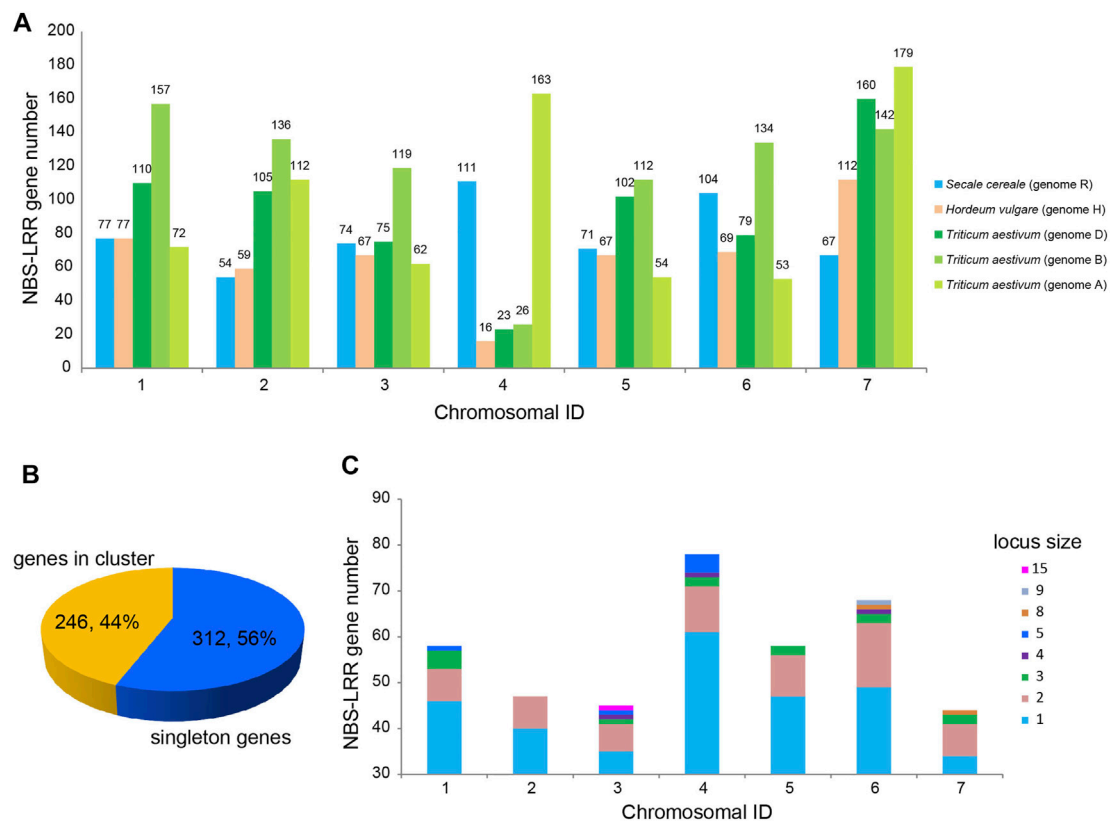 A
NBS-LRR gene number
200
180
160
140
120
100
80
60
40
20
0
77 77 110 157 72
54 59 105 136 112
74 67 75 119 62
111 16 23 26 163
71 67 102 112 54
104 69 79 134 53
67 112 160 142 179
1 2 3 4 5 6 7
Chromosomal ID
Secale cereale (genome R)
Hordeum vulgare (genome H)
Triticum aestivum (genome D)
Triticum aestivum (genome B)
Triticum aestivum (genome A)
B
genes in cluster
246, 44%
312, 56%
singleton genes
C
NBS-LRR gene number
90
80
70
60
50
40
30
1 2 3 4 5 6 7
Chromosomal ID
locus size
15
9
8
5
4
3
2
1